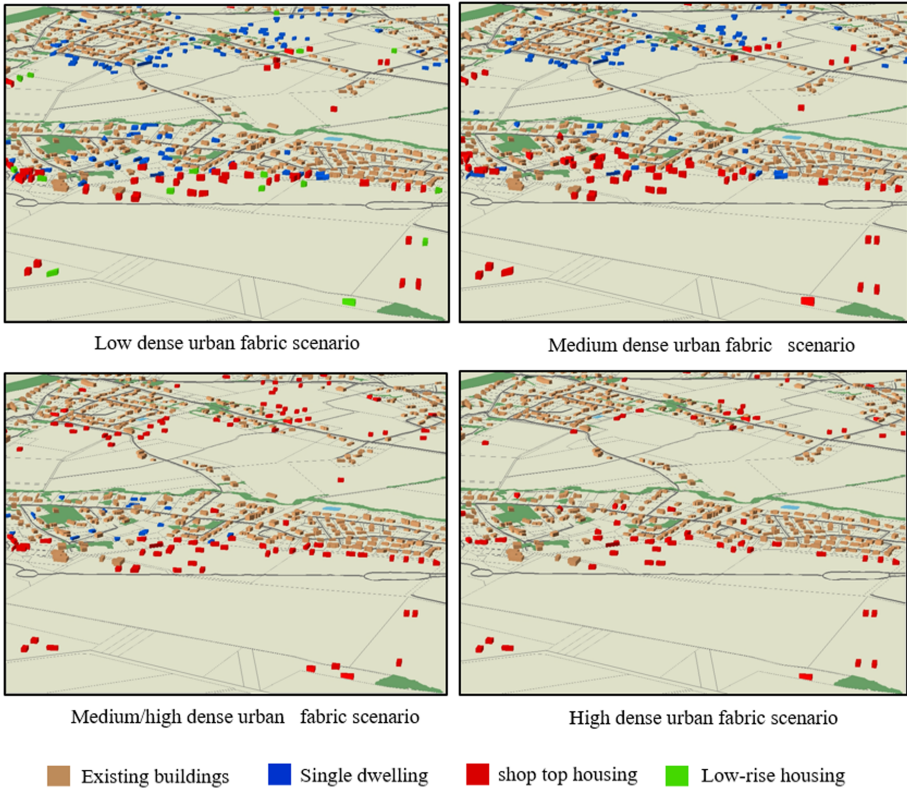 Low dense urban fabric scenario
Medium dense urban fabric scenario
Medium/high dense urban fabric scenario
High dense urban fabric scenario
Existing buildings Single dwelling shop top housing Low-rise housing